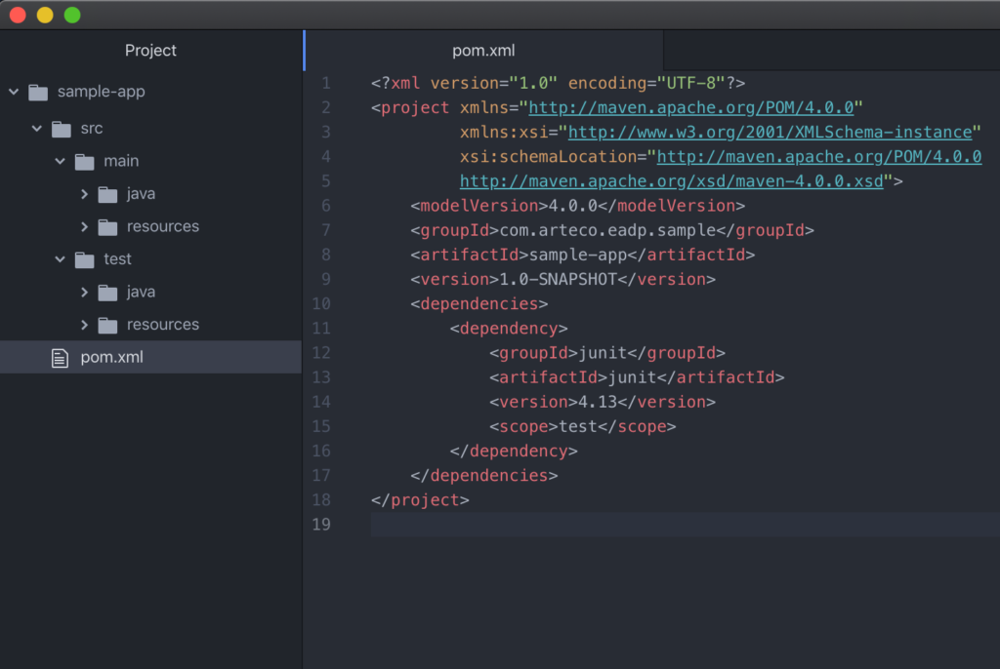 Project
sample-app
src
main
java
resources
test
java
resources
pom.xml
pom.xml
1 <?xml version="1.0" encoding="UTF-8"?>
2 <project xmlns="http://maven.apache.org/POM/4.0.0"
3 xmlns:xsi="http://www.w3.org/2001/XMLSchema-instance"
4 xsi:schemaLocation="http://maven.apache.org/POM/4.0.0
5 http://maven.apache.org/xsd/maven-4.0.0.xsd">
6 <modelVersion>4.0.0</modelVersion>
7 <groupId>com.arteco.eadp.sample</groupId>
8 <artifactId>sample-app</artifactId>
9 <version>1.0-SNAPSHOT</version>
10 <dependencies>
11 <dependency>
12 <groupId>junit</groupId>
13 <artifactId>junit</artifactId>
14 <version>4.13</version>
15 <scope>test</scope>
16 </dependency>
17 </dependencies>
18 </project>
19